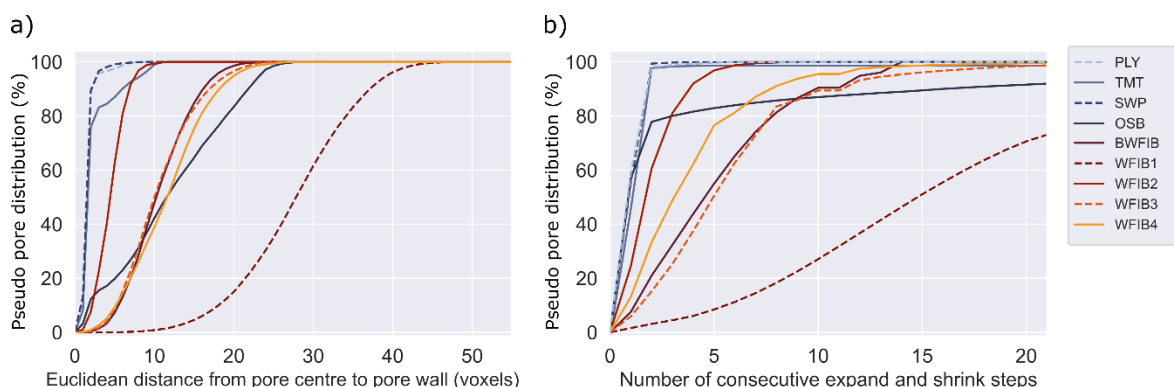 a)
Pseudo pore distribution (%)
100
80
60
40
20
0
0 10 20 30 40 50
Euclidean distance from pore centre to pore wall (voxels)
b)
Pseudo pore distribution (%)
100
80
60
40
20
0
0 5 10 15 20
Number of consecutive expand and shrink steps
PLY
TMT
SWP
OSB
BWFIB
WFIB1
WFIB2
WFIB3
WFIB4